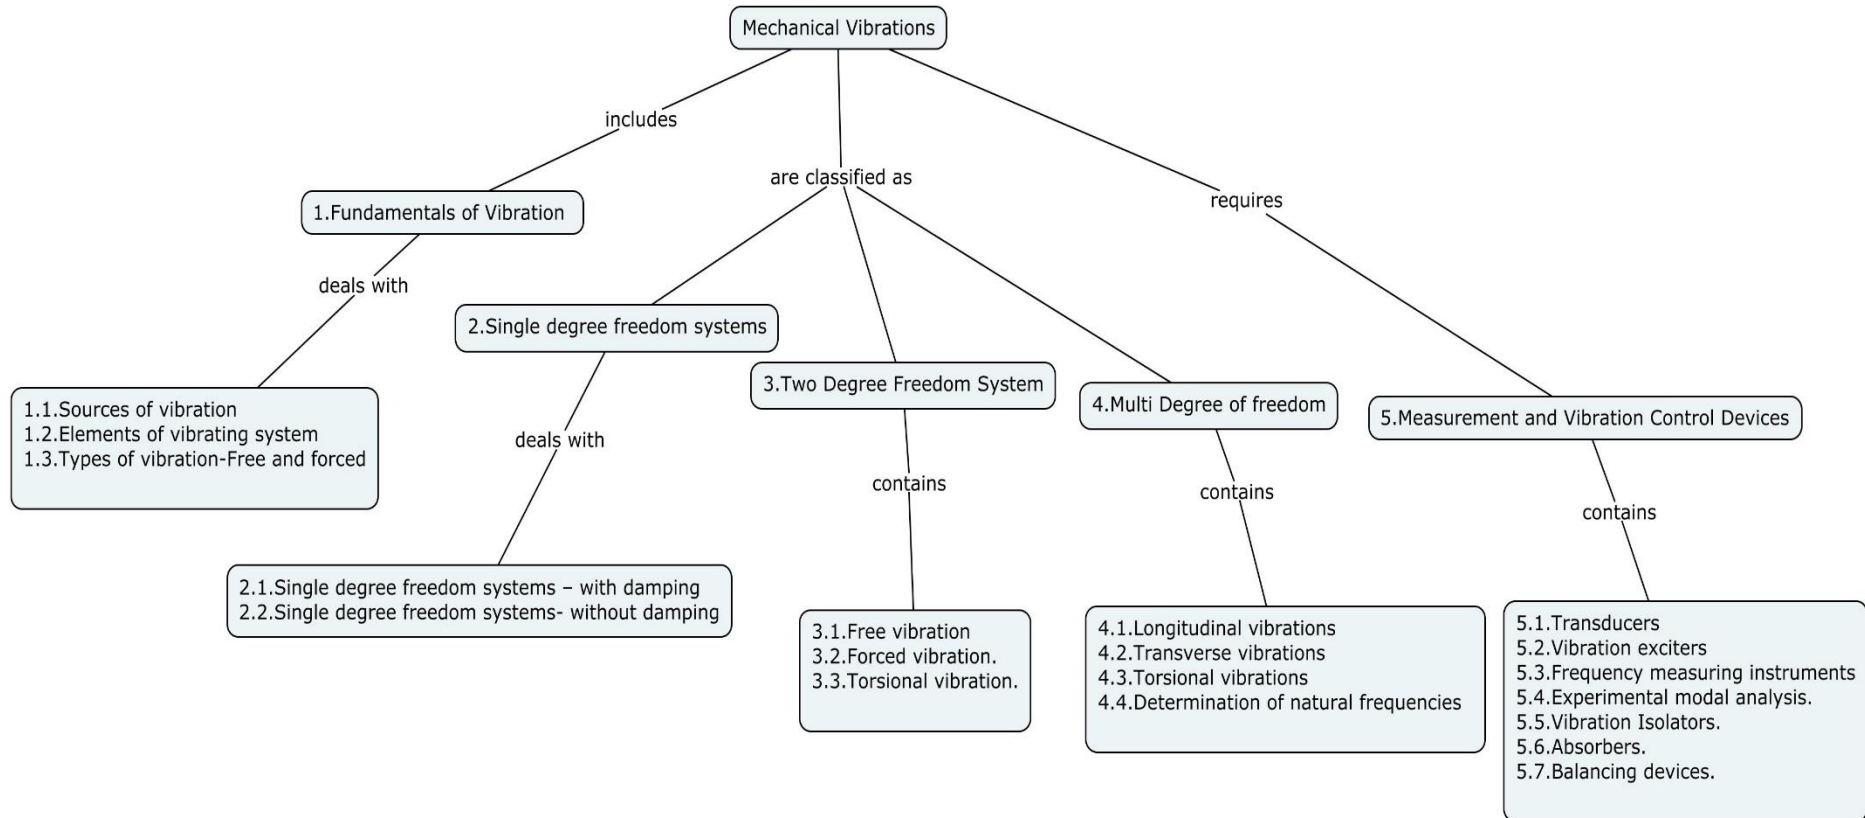 Mechanical Vibrations
includes
are classified as
requires
1.Fundamentals of Vibration
deals with
2.Single degree freedom systems
3.Two Degree Freedom System
4.Multi Degree of freedom
5.Measurement and Vibration Control Devices
1.1.Sources of vibration
1.2.Elements of vibrating system
1.3.Types of vibration-Free and forced
deals with
contains
contains
contains
2.1.Single degree freedom systems – with damping
2.2.Single degree freedom systems- without damping
3.1.Free vibration
3.2.Forced vibration.
3.3.Torsional vibration.
4.1.Longitudinal vibrations
4.2.Transverse vibrations
4.3.Torsional vibrations
4.4.Determination of natural frequencies
5.1.Transducers
5.2.Vibration exciters
5.3.Frequency measuring instruments
5.4.Experimental modal analysis.
5.5.Vibration Isolators.
5.6.Absorbers.
5.7.Balancing devices.